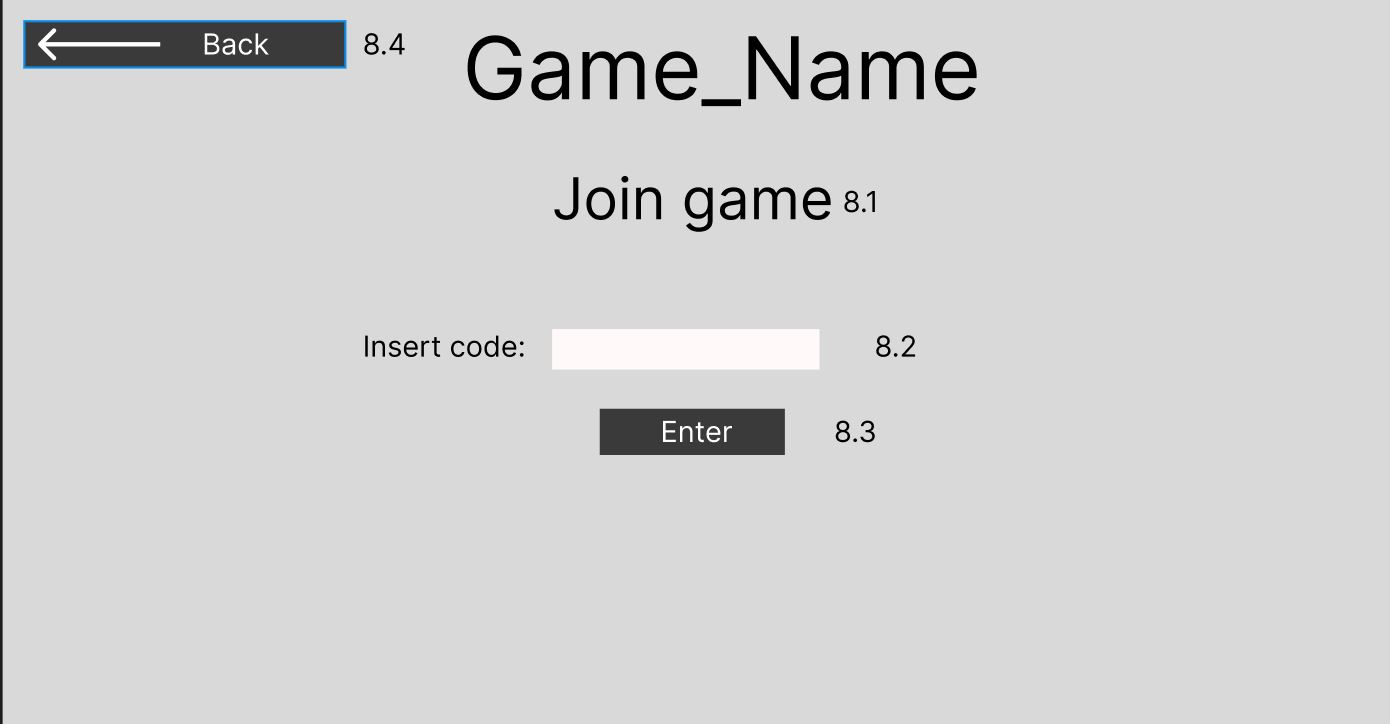 Back 8.4
Game_Name
Join game 8.1
Insert code: 8.2
Enter 8.3